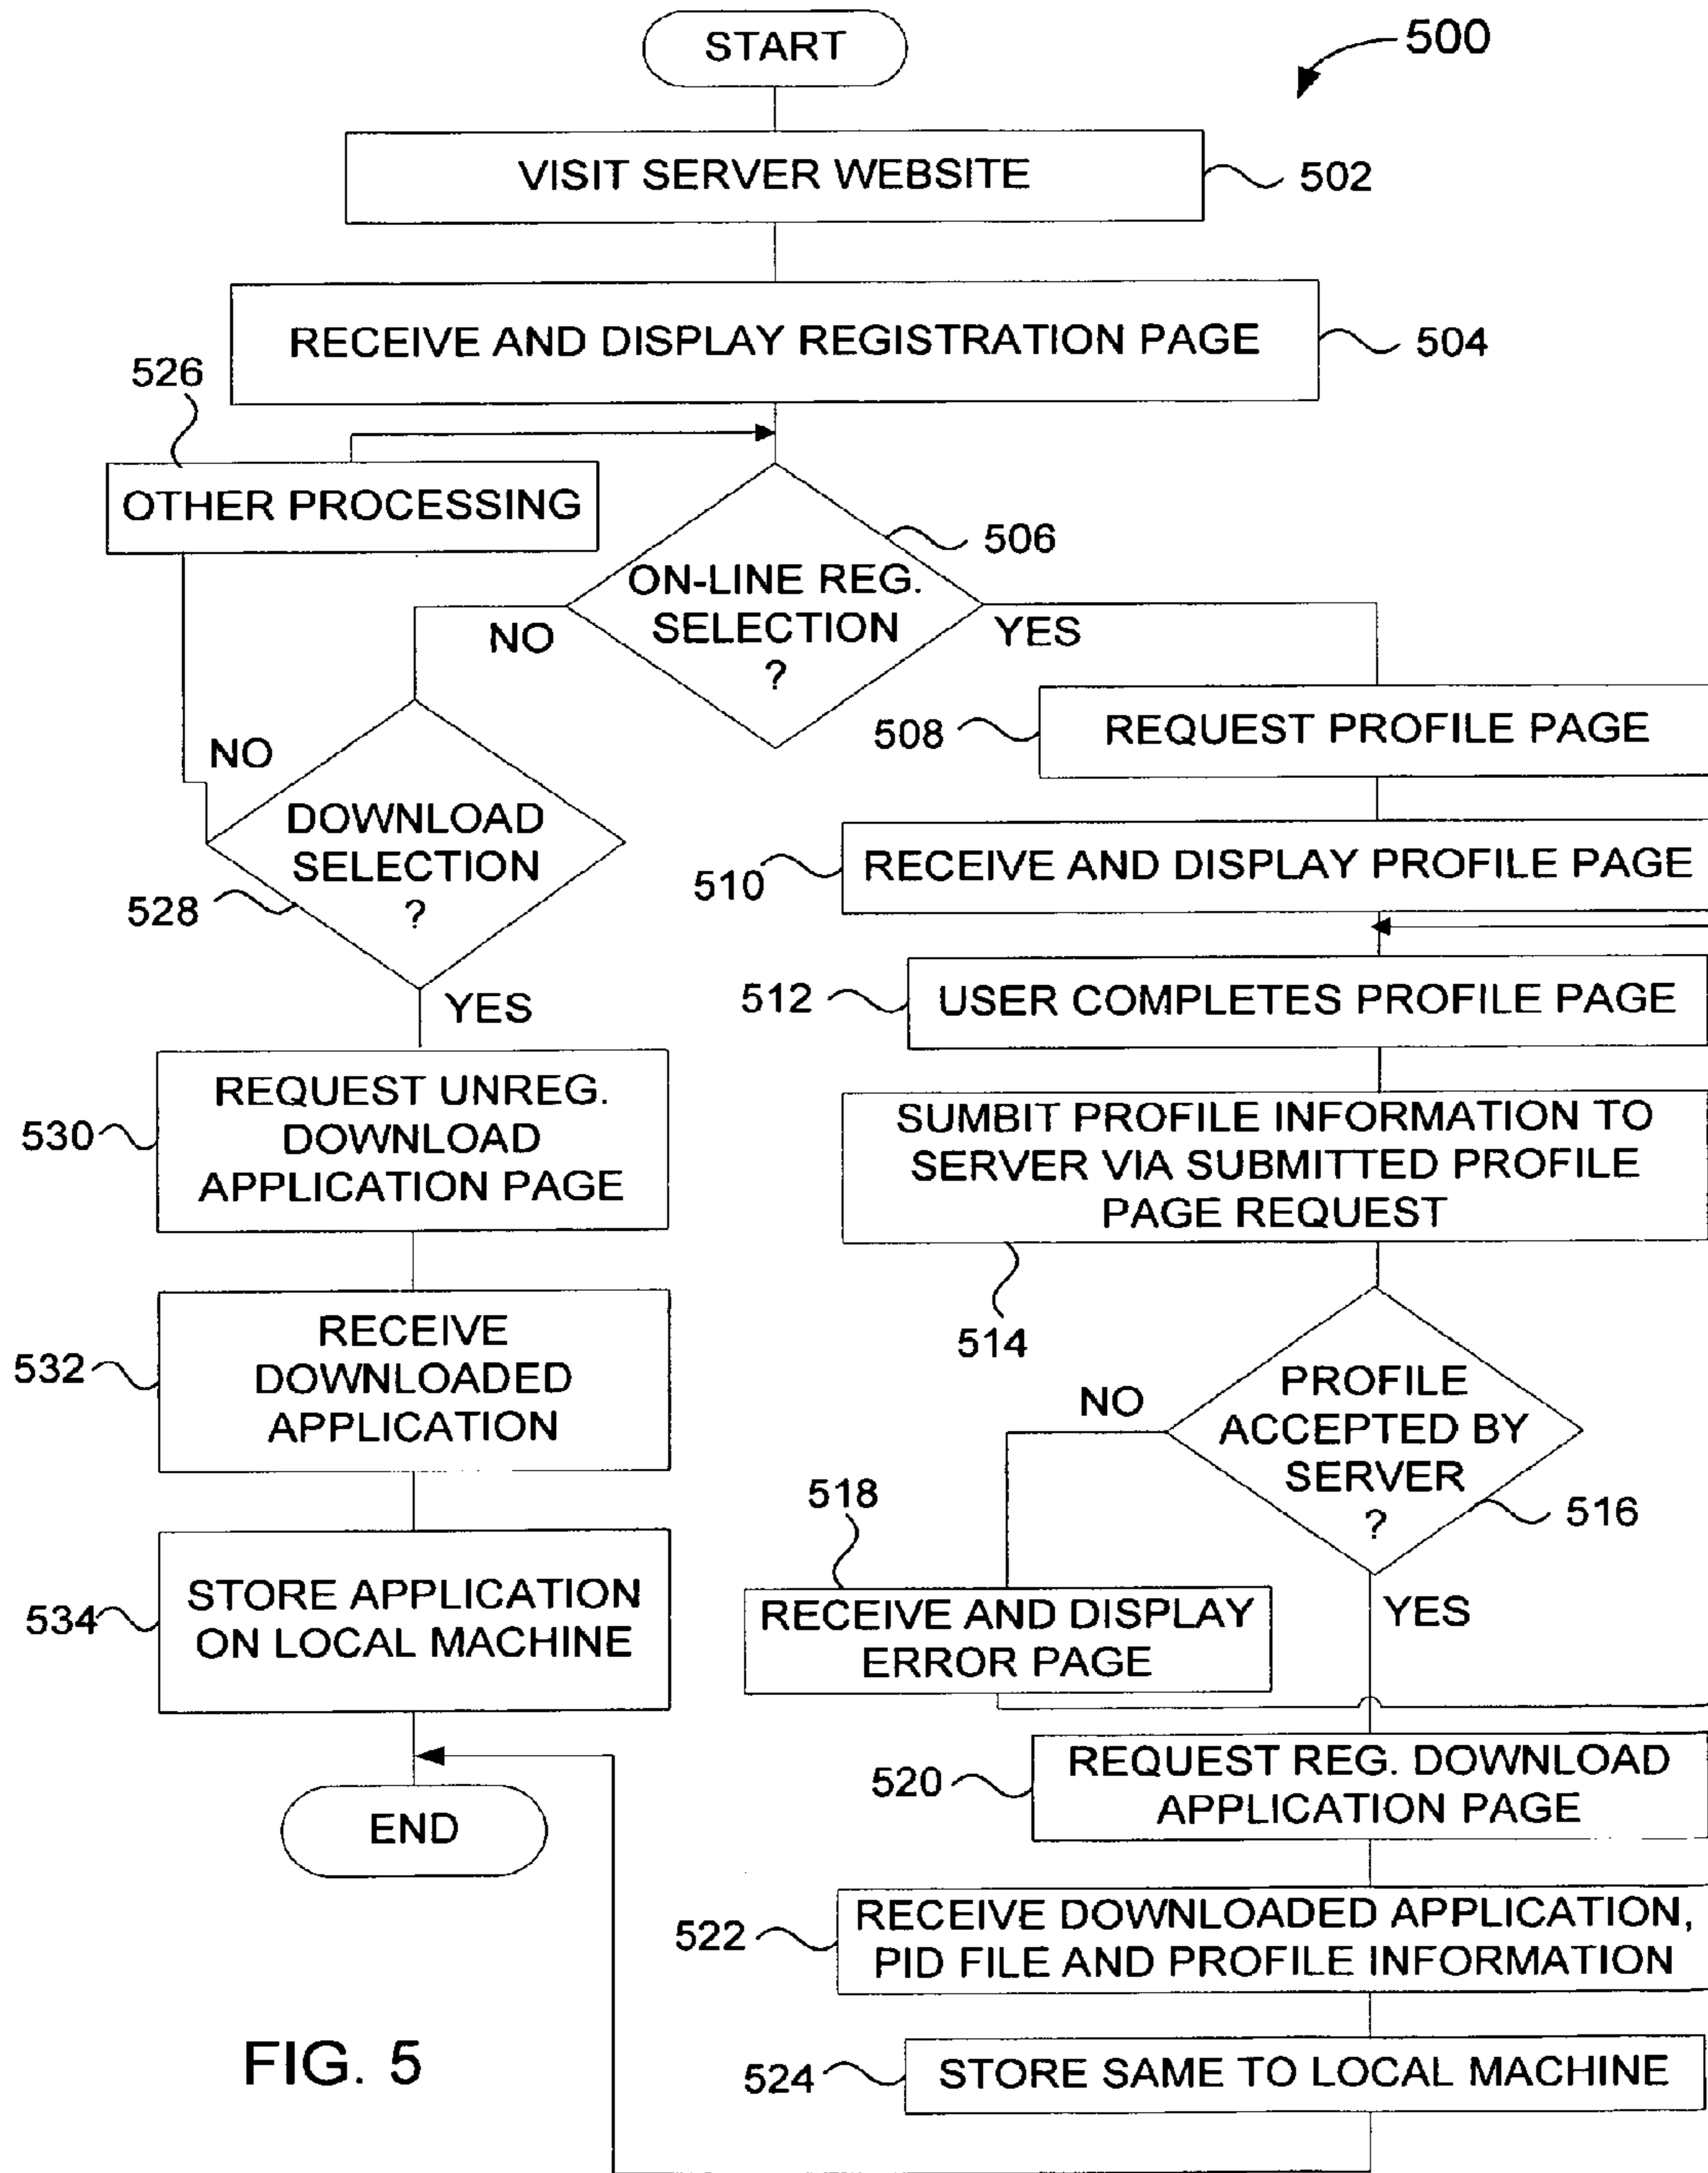 START
500
VISIT SERVER WEBSITE
502
RECEIVE AND DISPLAY REGISTRATION PAGE
504
526
OTHER PROCESSING
506
ON-LINE REG.
SELECTION
?
NO
YES
508
REQUEST PROFILE PAGE
NO
DOWNLOAD
SELECTION
?
528
YES
510
RECEIVE AND DISPLAY PROFILE PAGE
512
USER COMPLETES PROFILE PAGE
530
REQUEST UNREG.
DOWNLOAD
APPLICATION PAGE
SUMBIT PROFILE INFORMATION TO
SERVER VIA SUBMITTED PROFILE
PAGE REQUEST
514
532
RECEIVE
DOWNLOADED
APPLICATION
PROFILE
ACCEPTED BY
SERVER
?
516
NO
YES
518
RECEIVE AND DISPLAY
ERROR PAGE
534
STORE APPLICATION
ON LOCAL MACHINE
520
REQUEST REG. DOWNLOAD
APPLICATION PAGE
END
522
RECEIVE DOWNLOADED APPLICATION,
PID FILE AND PROFILE INFORMATION
524
STORE SAME TO LOCAL MACHINE
FIG. 5